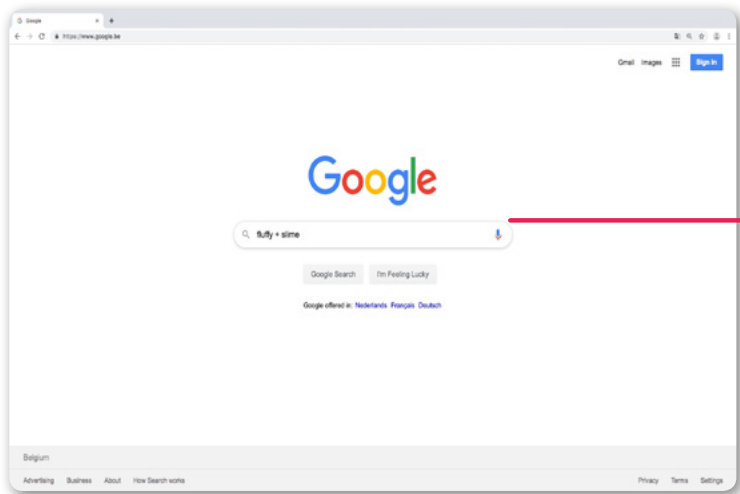 Google
https://www.google.be
Gmail Images Sign in
Google
fluffy + slime
Google Search I'm Feeling Lucky
Google offered in: Nederlands Français Deutsch
Belgium
Advertising Business About How Search works Privacy Terms Settings